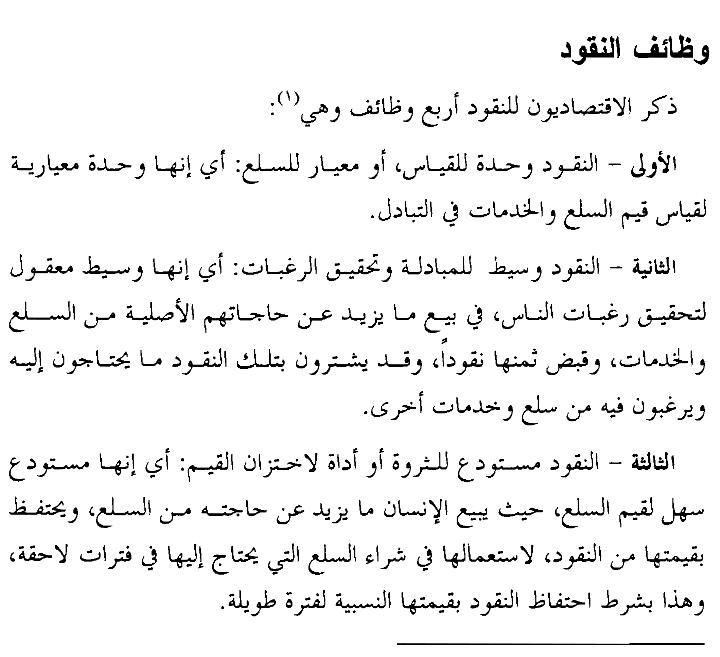 وظائف النقود
ذكر الاقتصاديون للنقود أربع وظائف وهي(١):
الأولى – النقود وحدة للقياس، أو معيار للسلع: أي إنها وحدة معيارية
لقياس قيم السلع والخدمات في التبادل.
الثانية – النقود وسيط للمبادلة وتحقيق الرغبات: أي إنها وسيط معقول
لتحقيق رغبات الناس، في بيع ما يزيد عن حاجاتهم الأصلية من السلع
والخدمات، وقبض ثمنها نقوداً، وقد يشترون بتلك النقود ما يحتاجون إليه
ويرغبون فيه من سلع وخدمات أخرى.
الثالثة – النقود مستودع للثروة أو أداة لاختزان القيم: أي إنها مستودع
سهل لقيم السلع، حيث يبيع الإنسان ما يزيد عن حاجته من السلع، ويحتفظ
بقيمتها من النقود، لاستعمالها في شراء السلع التي يحتاج إليها في فترات لاحقة،
وهذا بشرط احتفاظ النقود بقيمتها النسبية لفترة طويلة.